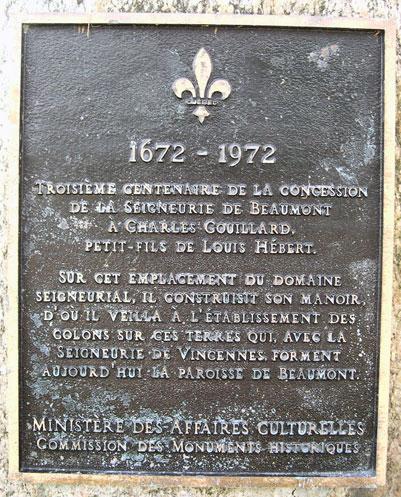 QUÉBEC
1672 - 1972
TROISIÈME CENTENAIRE DE LA CONCESSION
DE LA SEIGNEURIE DE BEAUMONT
À CHARLES COUILLARD,
PETIT-FILS DE LOUIS HÉBERT.
SUR CET EMPLACEMENT DU DOMAINE
SEIGNEURIAL, IL CONSTRUISIT SON MANOIR,
D'OÙ IL VEILLA À L'ÉTABLISSEMENT DES
COLONS SUR CES TERRES QUI, AVEC LA
SEIGNEURIE DE VINCENNES, FORMENT
AUJOURD'HUI LA PAROISSE DE BEAUMONT.
MINISTÈRE DES AFFAIRES CULTURELLES
COMMISSION DES MONUMENTS HISTORIQUES